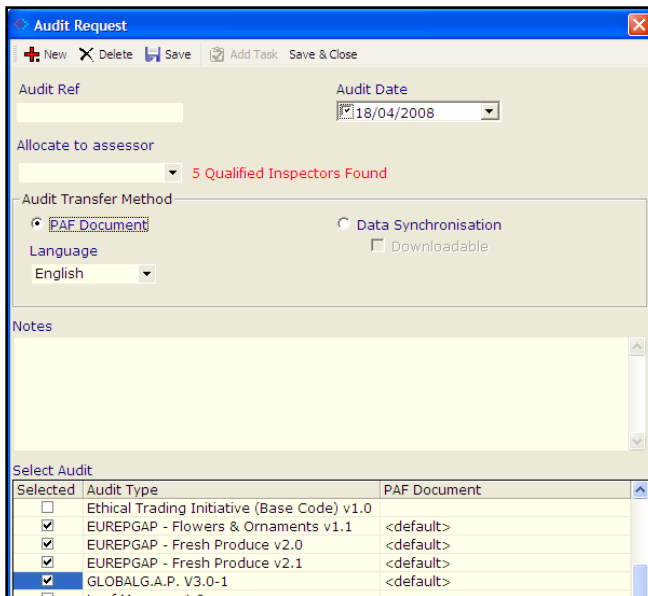 Audit Request
New Delete Save Add Task Save & Close
Audit Ref Audit Date
18/04/2008
Allocate to assessor
5 Qualified Inspectors Found
Audit Transfer Method
PAF Document Data Synchronisation
Language Downloadable
English
Notes
Select Audit
Selected Audit Type PAF Document
Ethical Trading Initiative (Base Code) v1.0
EUREPGAP - Flowers & Ornaments v1.1 <default>
EUREPGAP - Fresh Produce v2.0 <default>
EUREPGAP - Fresh Produce v2.1 <default>
GLOBALG.A.P. V3.0-1 <default>